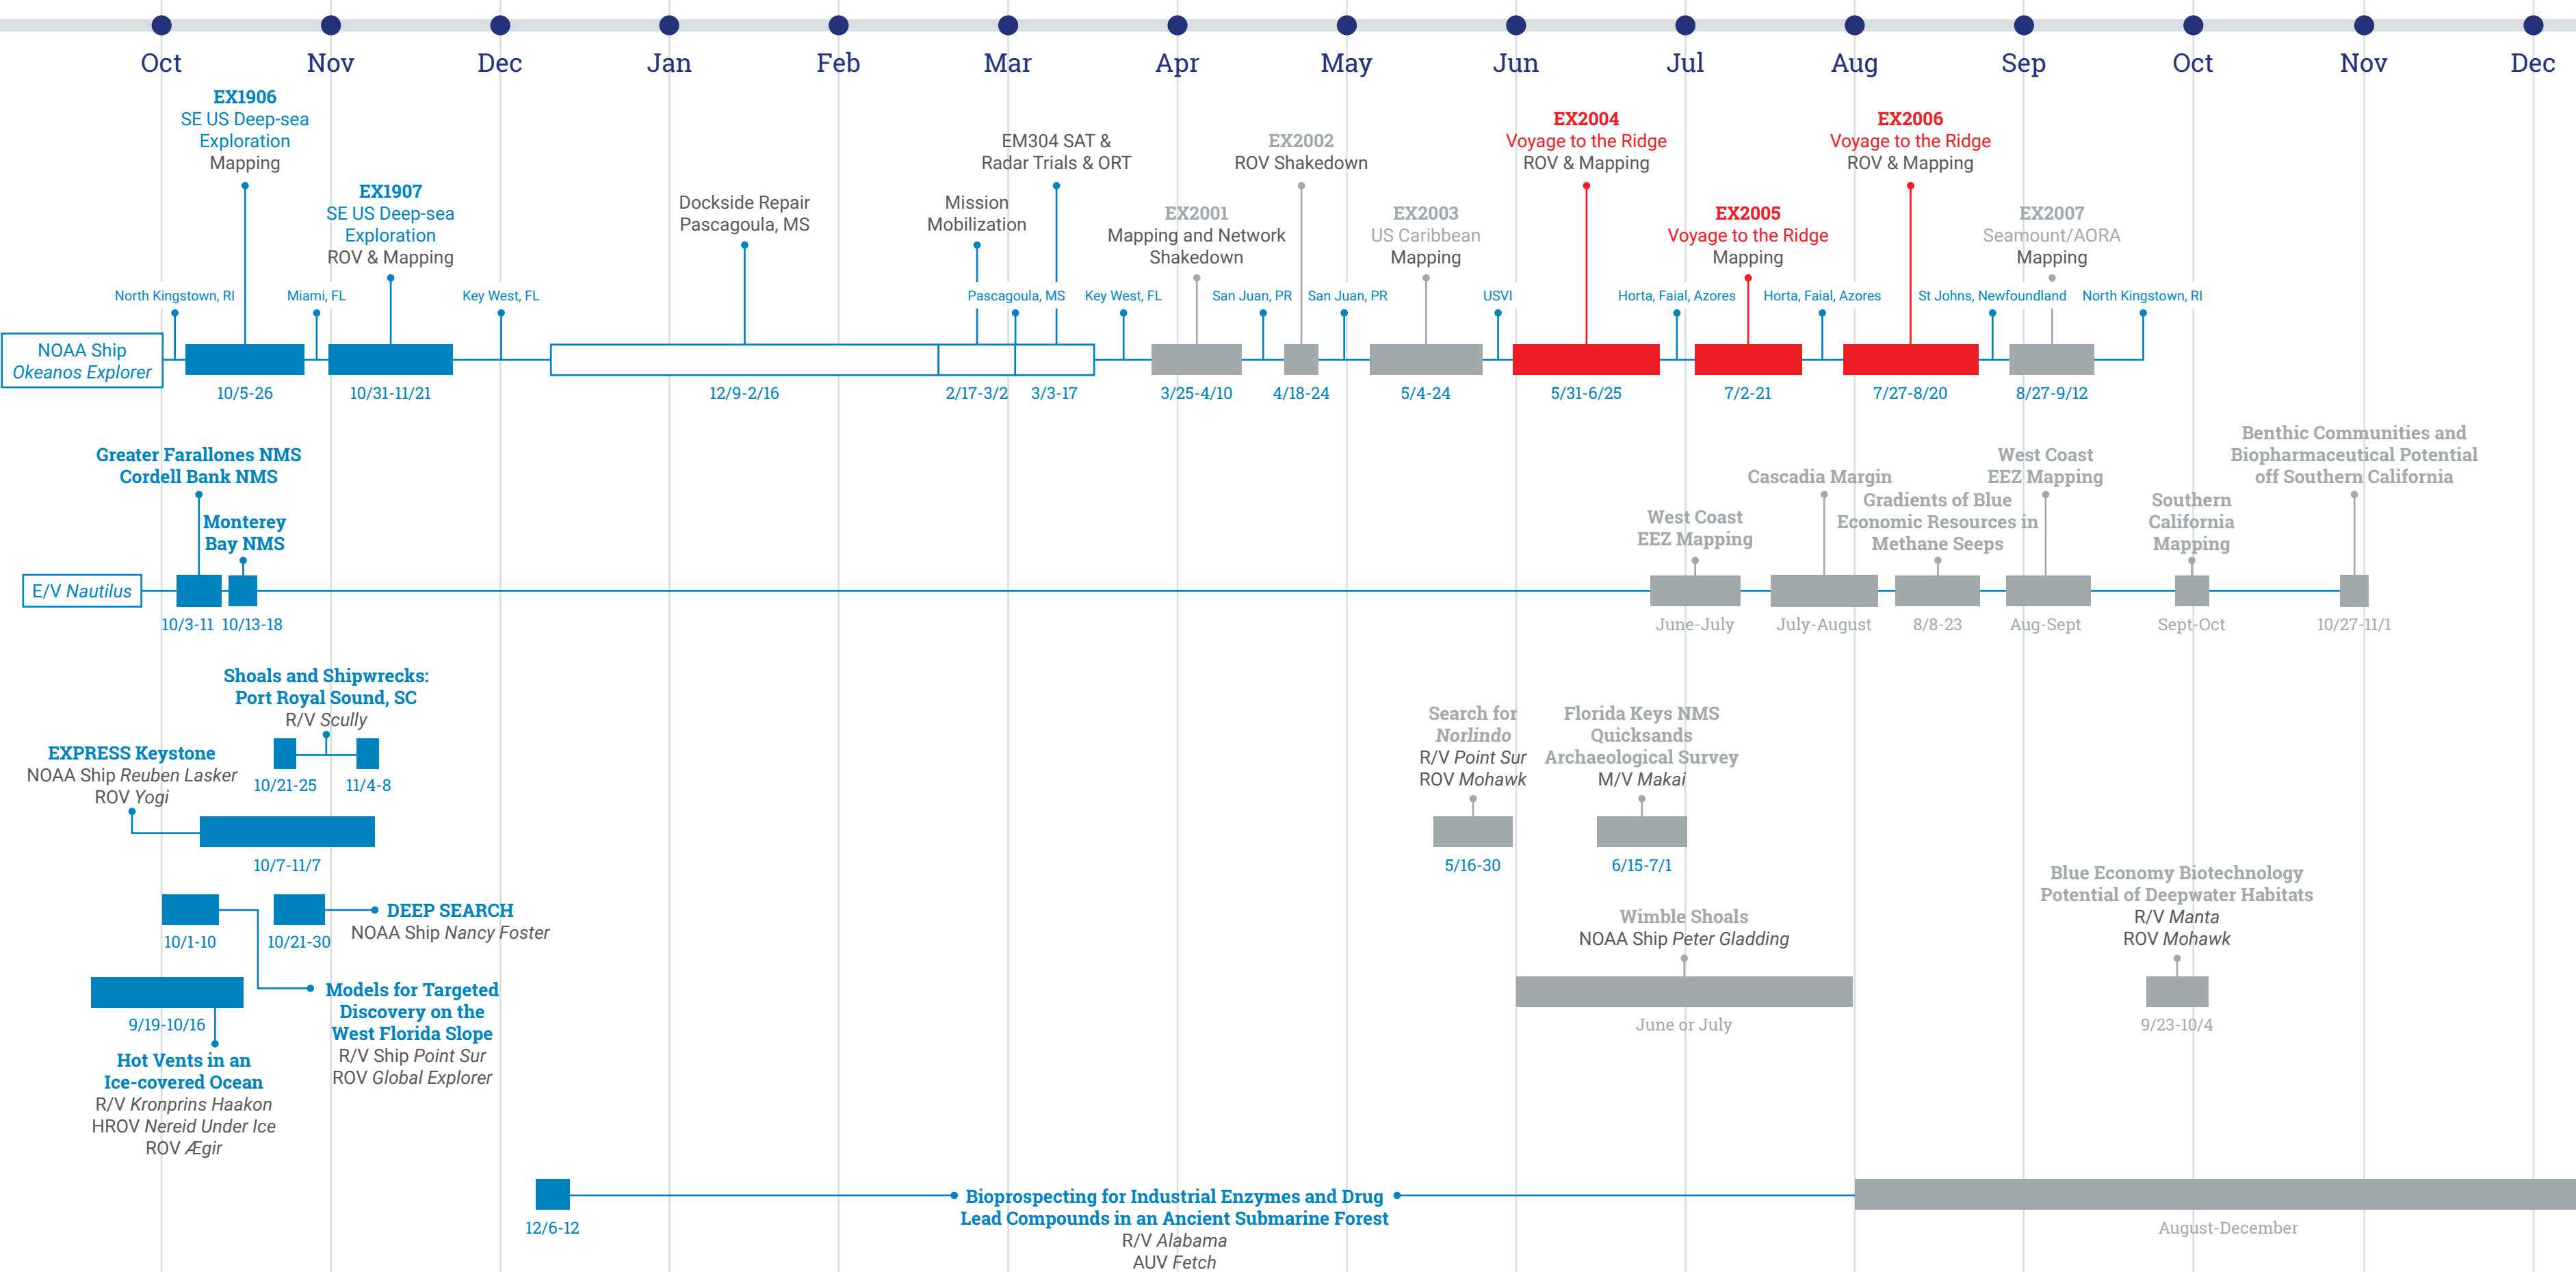 Oct
Nov
Dec
Jan
Feb
Mar
Apr
May
Jun
Jul
Aug
Sep
Oct
Nov
Dec
EX1906
SE US Deep-sea
Exploration
Mapping
EX1907
SE US Deep-sea
Exploration
ROV & Mapping
Dockside Repair
Pascagoula, MS
Mission
Mobilization
EM304 SAT &
Radar Trials & ORT
EX2001
Mapping and Network
Shakedown
EX2002
ROV Shakedown
EX2003
US Caribbean
Mapping
EX2004
Voyage to the Ridge
ROV & Mapping
EX2005
Voyage to the Ridge
Mapping
EX2006
Voyage to the Ridge
ROV & Mapping
EX2007
Seamount/AORA
Mapping
North Kingstown, RI
Miami, FL
Key West, FL
Pascagoula, MS
Key West, FL
San Juan, PR
San Juan, PR
USVI
Horta, Faial, Azores
Horta, Faial, Azores
St Johns, Newfoundland
North Kingstown, RI
NOAA Ship
Okeanos Explorer
10/5-26
10/31-11/21
12/9-2/16
2/17-3/2
3/3-17
3/25-4/10
4/18-24
5/4-24
5/31-6/25
7/2-21
7/27-8/20
8/27-9/12
Greater Farallones NMS
Cordell Bank NMS
Monterey
Bay NMS
West Coast
EEZ Mapping
Cascadia Margin
Gradients of Blue
Economic Resources in
Methane Seeps
West Coast
EEZ Mapping
Southern
California
Mapping
Benthic Communities and
Biopharmaceutical Potential
off Southern California
E/V Nautilus
10/3-11
10/13-18
June-July
July-August
8/8-23
Aug-Sept
Sept-Oct
10/27-11/1
Shoals and Shipwrecks:
Port Royal Sound, SC
R/V Scully
10/21-25
11/4-8
EXPRESS Keystone
NOAA Ship Reuben Lasker
ROV Yogi
10/7-11/7
Search for
Norlindo
R/V Point Sur
ROV Mohawk
5/16-30
Florida Keys NMS
Quicksands
Archaeological Survey
M/V Makai
6/15-7/1
10/1-10
10/21-30
DEEP SEARCH
NOAA Ship Nancy Foster
Wimble Shoals
NOAA Ship Peter Gladding
June or July
Blue Economy Biotechnology
Potential of Deepwater Habitats
R/V Manta
ROV Mohawk
9/23-10/4
9/19-10/16
Models for Targeted
Discovery on the
West Florida Slope
R/V Ship Point Sur
ROV Global Explorer
Hot Vents in an
Ice-covered Ocean
R/V Kronprins Haakon
HROV Nereid Under Ice
ROV Ægir
12/6-12
Bioprospecting for Industrial Enzymes and Drug
Lead Compounds in an Ancient Submarine Forest
R/V Alabama
AUV Fetch
August-December